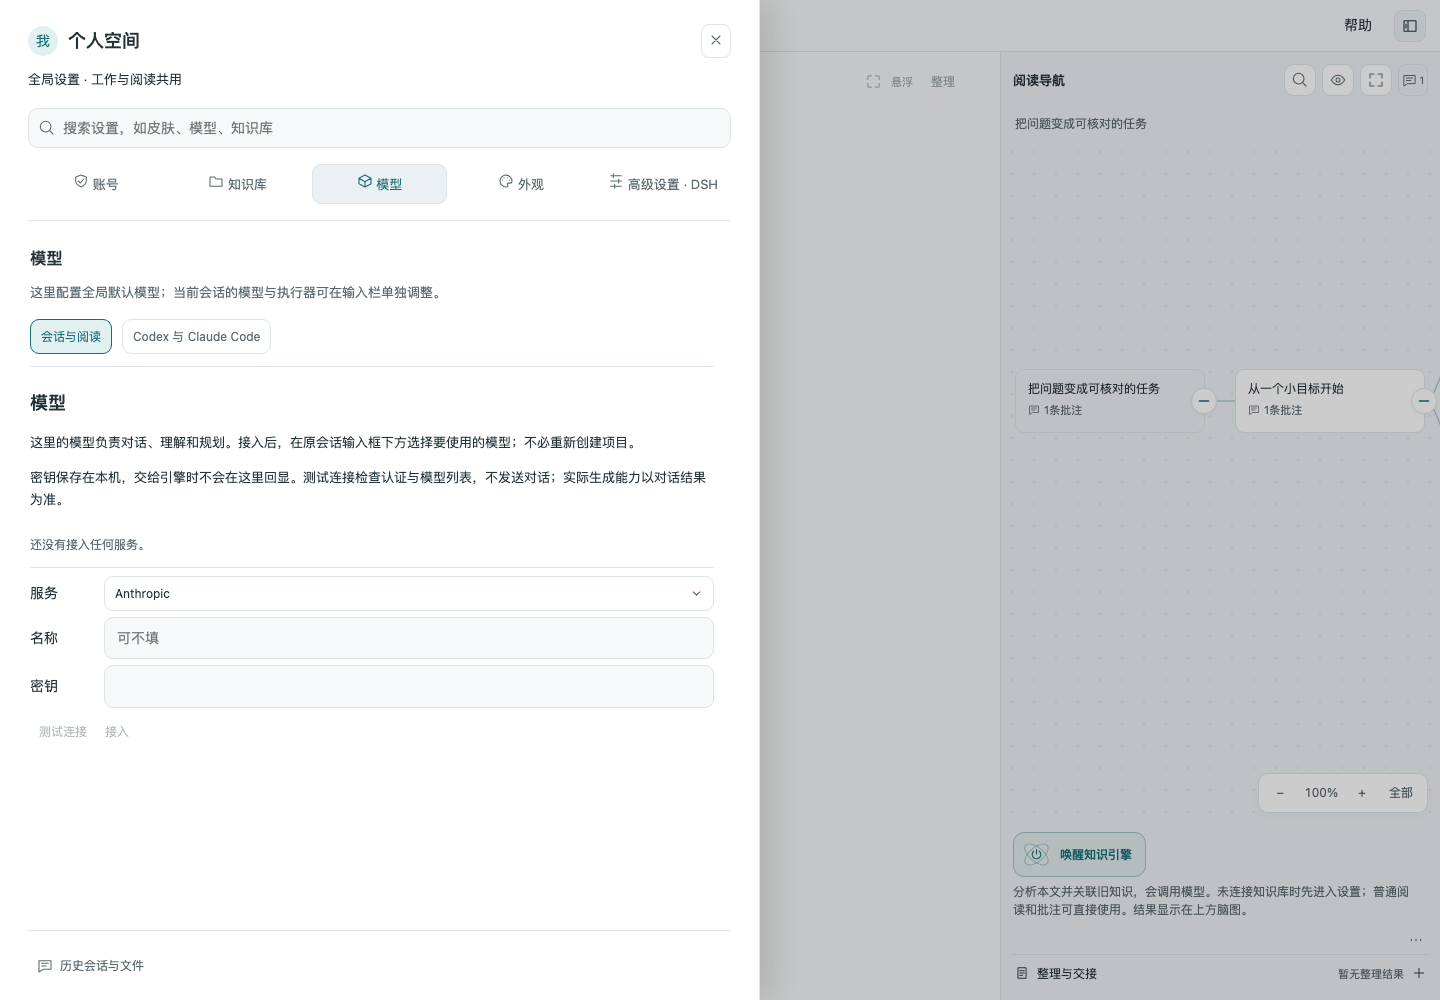 我 个人空间
全局设置 · 工作与阅读共用
搜索设置，如皮肤、模型、知识库
账号 知识库 模型 外观 高级设置 · DSH
模型
这里配置全局默认模型；当前会话的模型与执行器可在输入栏单独调整。
会话与阅读 Codex 与 Claude Code
模型
这里的模型负责对话、理解和规划。接入后，在原会话输入框下方选择要使用的模型；不必重新创建项目。
密钥保存在本机，交给引擎时不会在这里回显。测试连接检查认证与模型列表，不发送对话；实际生成能力以对话结果
为准。
还没有接入任何服务。
服务 Anthropic
名称 可不填
密钥
测试连接 接入
历史会话与文件
帮助
悬浮 整理
阅读导航 1
把问题变成可核对的任务
把问题变成可核对的任务
1条批注
从一个小目标开始
1条批注
− 100% + 全部
唤醒知识引擎
分析本文并关联旧知识，会调用模型。未连接知识库时先进入设置；普通阅
读和批注可直接使用。结果显示在上方脑图。
…
整理与交接 暂无整理结果 +